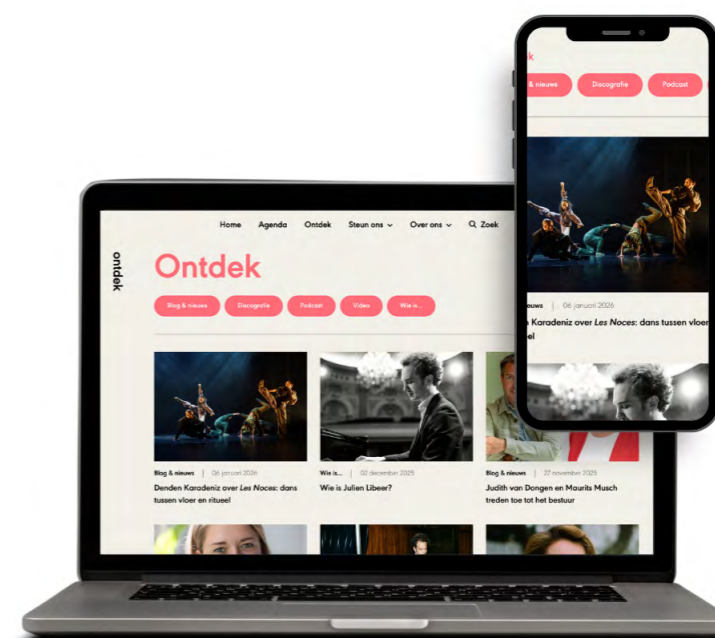 Home Agenda Ontdek Steun ons Over ons Zoek
ontdek
Ontdek
Blog & nieuws Discografie Podcast Video Wie is...
Blog & nieuws | 06 januari 2026
Denden Karadeniz over Les Noces: dans
tussen vloer en ritueel
Wie is... | 02 december 2025
Wie is Julien Libeer?
Blog & nieuws | 27 november 2025
Judith van Dongen en Maurits Musch
treden toe tot het bestuur
k
& nieuws Discografie Podcast
euws | 06 januari 2026
n Karadeniz over Les Noces: dans tussen vloer
el